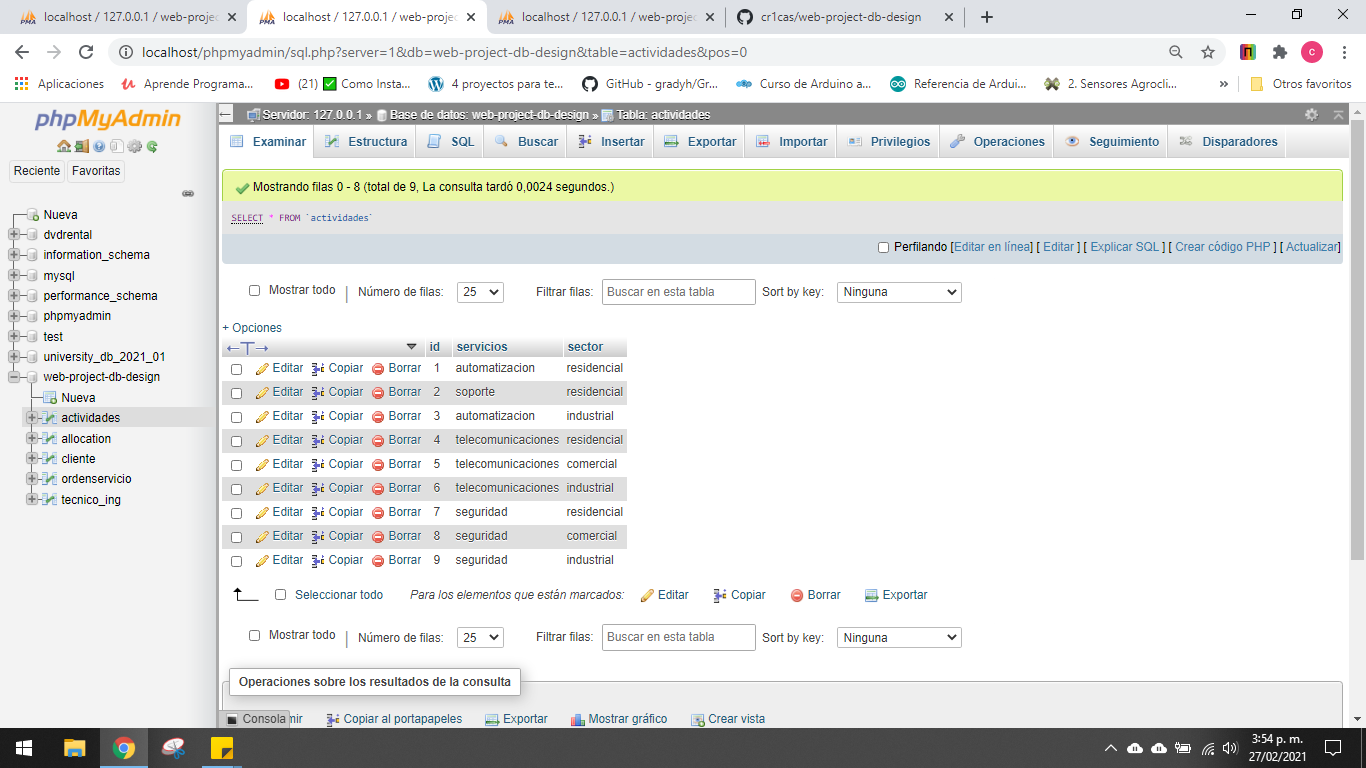 localhost / 127.0.0.1 / web-projec
localhost / 127.0.0.1 / web-projec
localhost / 127.0.0.1 / web-projec
cr1cas/web-project-db-design
localhost/phpmyadmin/sql.php?server=1&db=web-project-db-design&table=actividades&pos=0
c
Aplicaciones
Aprende Programa...
(21) ✅ Como Insta...
4 proyectos para te...
GitHub - gradyh/Gr...
Curso de Arduino a...
Referencia de Ardui...
2. Sensores Agrocli...
»
Otros favoritos
phpMyAdmin
Reciente
Favoritas
Nueva
dvdrental
information_schema
mysql
performance_schema
phpmyadmin
test
university_db_2021_01
web-project-db-design
Nueva
actividades
allocation
cliente
ordenservicio
tecnico_ing
Servidor: 127.0.0.1 » Base de datos: web-project-db-design » Tabla: actividades
Examinar
Estructura
SQL
Buscar
Insertar
Exportar
Importar
Privilegios
Operaciones
Seguimiento
Disparadores
Mostrando filas 0 - 8 (total de 9, La consulta tardó 0,0024 segundos.)
SELECT * FROM `actividades`
Perfilando [Editar en línea] [ Editar ] [ Explicar SQL ] [ Crear código PHP ] [ Actualizar]
Mostrar todo | Número de filas: 25 Filtrar filas: Buscar en esta tabla Sort by key: Ninguna
+ Opciones
←T→ id servicios sector
Editar Copiar Borrar 1 automatizacion residencial
Editar Copiar Borrar 2 soporte residencial
Editar Copiar Borrar 3 automatizacion industrial
Editar Copiar Borrar 4 telecomunicaciones residencial
Editar Copiar Borrar 5 telecomunicaciones comercial
Editar Copiar Borrar 6 telecomunicaciones industrial
Editar Copiar Borrar 7 seguridad residencial
Editar Copiar Borrar 8 seguridad comercial
Editar Copiar Borrar 9 seguridad industrial
Seleccionar todo Para los elementos que están marcados: Editar Copiar Borrar Exportar
Mostrar todo | Número de filas: 25 Filtrar filas: Buscar en esta tabla Sort by key: Ninguna
Operaciones sobre los resultados de la consulta
Consola
mir
Copiar al portapapeles
Exportar
Mostrar gráfico
Crear vista
3:54 p. m.
27/02/2021